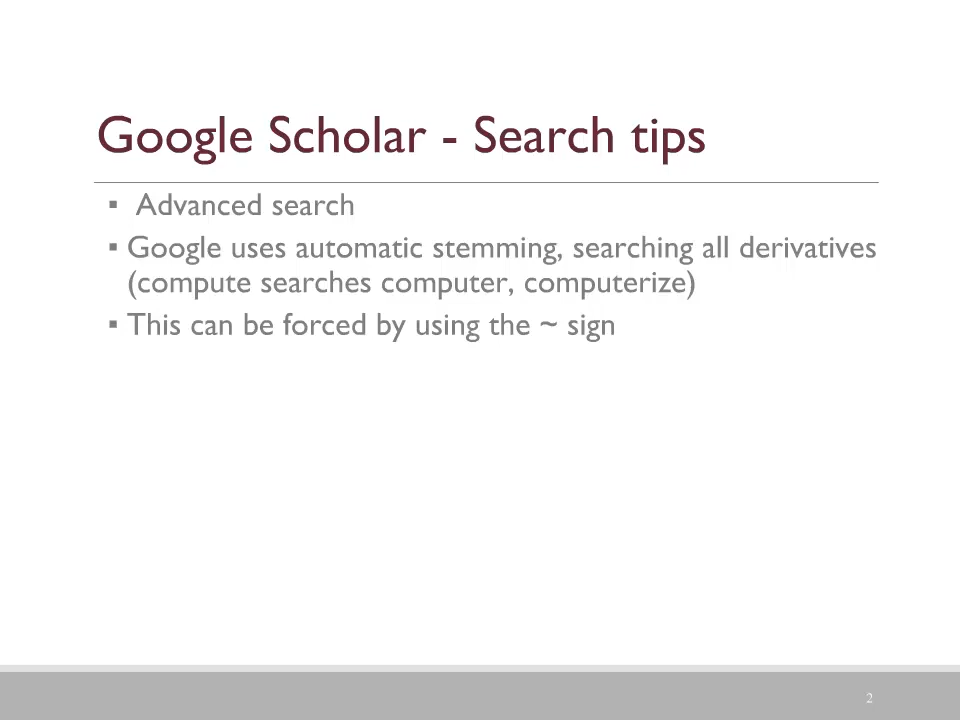 Google Scholar - Search tips
▪ Advanced search
▪ Google uses automatic stemming, searching all derivatives
(compute searches computer, computerize)
▪ This can be forced by using the ~ sign
2